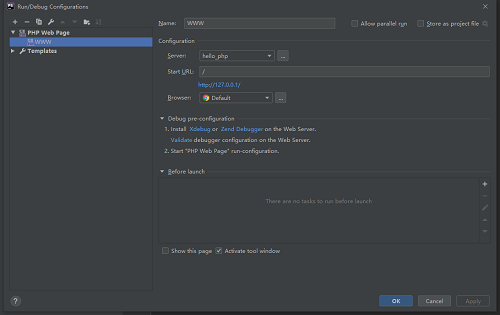 Run/Debug Configurations
Name: WWW
Allow parallel run
Store as project file
PHP Web Page
WWW
Templates
Configuration
Server: hello_php
Start URL: /
http://127.0.0.1/
Browser: Default
Debug pre-configuration
1. Install Xdebug or Zend Debugger on the Web Server.
Validate debugger configuration on the Web Server.
2. Start "PHP Web Page" run-configuration.
Before launch
There are no tasks to run before launch
Show this page
Activate tool window
OK
Cancel
Apply